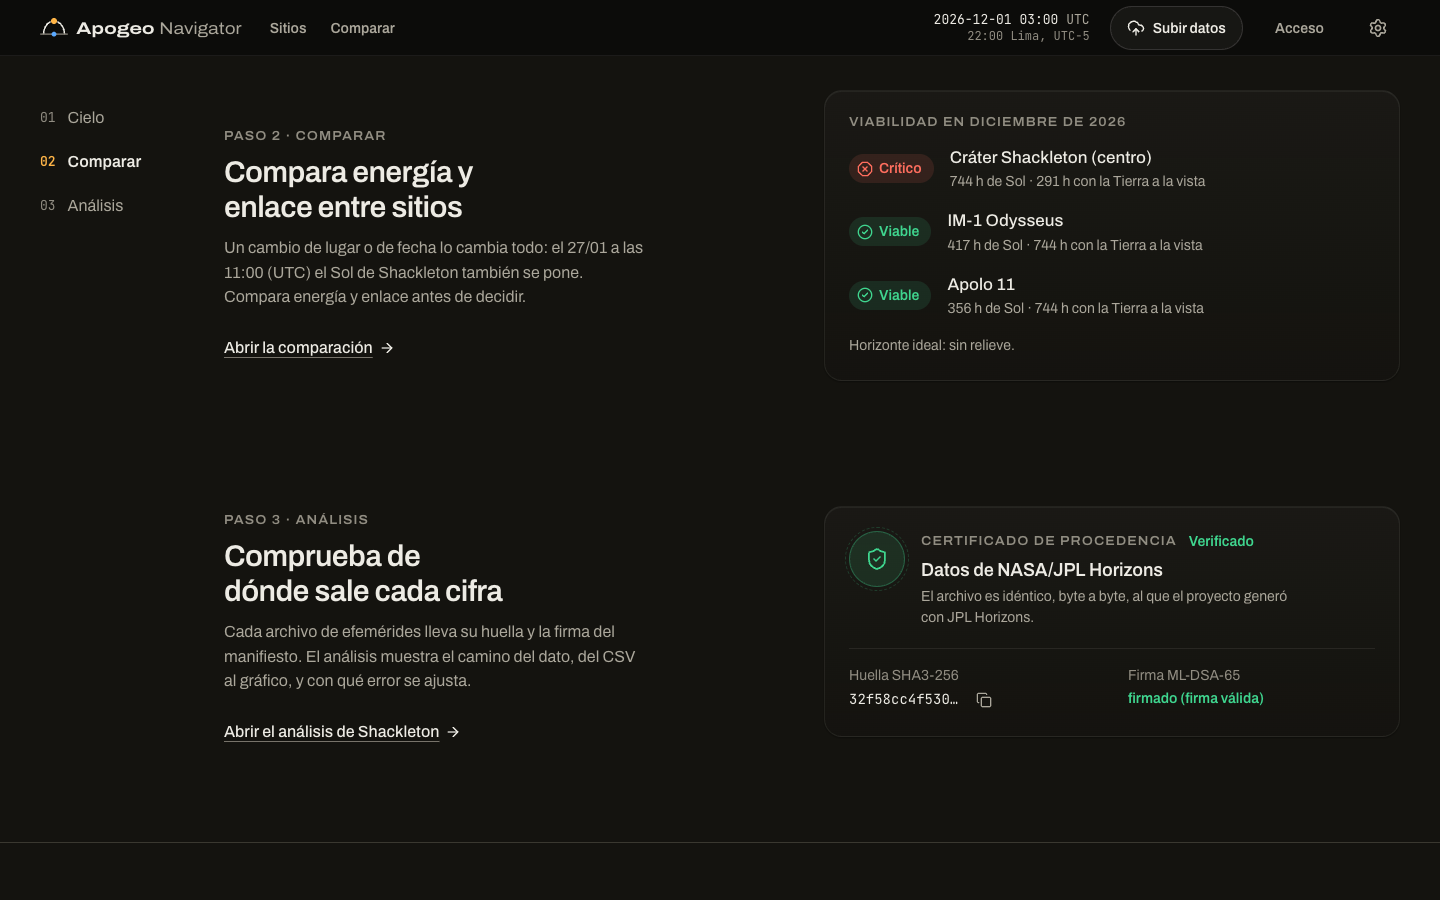 Apogeo Navigator
Sitios
Comparar
2026-12-01 03:00 UTC
22:00 Lima, UTC-5
Subir datos
Acceso
01 Cielo
02 Comparar
03 Análisis
PASO 2 · COMPARAR
Compara energía y
enlace entre sitios
Un cambio de lugar o de fecha lo cambia todo: el 27/01 a las
11:00 (UTC) el Sol de Shackleton también se pone.
Compara energía y enlace antes de decidir.
Abrir la comparación →
VIABILIDAD EN DICIEMBRE DE 2026
Crítico
Cráter Shackleton (centro)
744 h de Sol · 291 h con la Tierra a la vista
Viable
IM-1 Odysseus
417 h de Sol · 744 h con la Tierra a la vista
Viable
Apolo 11
356 h de Sol · 744 h con la Tierra a la vista
Horizonte ideal: sin relieve.
PASO 3 · ANÁLISIS
Comprueba de
dónde sale cada cifra
Cada archivo de efemérides lleva su huella y la firma del
manifiesto. El análisis muestra el camino del dato, del CSV
al gráfico, y con qué error se ajusta.
Abrir el análisis de Shackleton →
CERTIFICADO DE PROCEDENCIA Verificado
Datos de NASA/JPL Horizons
El archivo es idéntico, byte a byte, al que el proyecto generó
con JPL Horizons.
Huella SHA3-256
32f58cc4f530…
Firma ML-DSA-65
firmado (firma válida)